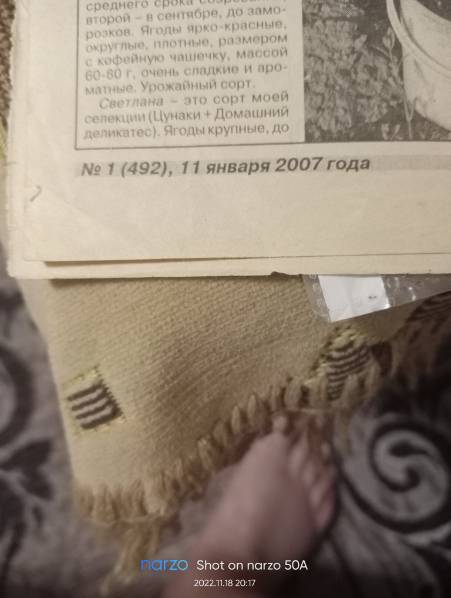 среднего срока созрева-
второй – в сентябре, до замо-
розков. Ягоды ярко-красные,
округлые, плотные, размером
с кофейную чашечку, массой
60-80 г, очень сладкие и аро-
матные. Урожайный сорт.
Светлана – это сорт моей
селекции (Цунаки + Домашний
деликатес). Ягоды крупные, до
№ 1 (492), 11 января 2007 года
narzo Shot on narzo 50A
2022.11.18 20:17